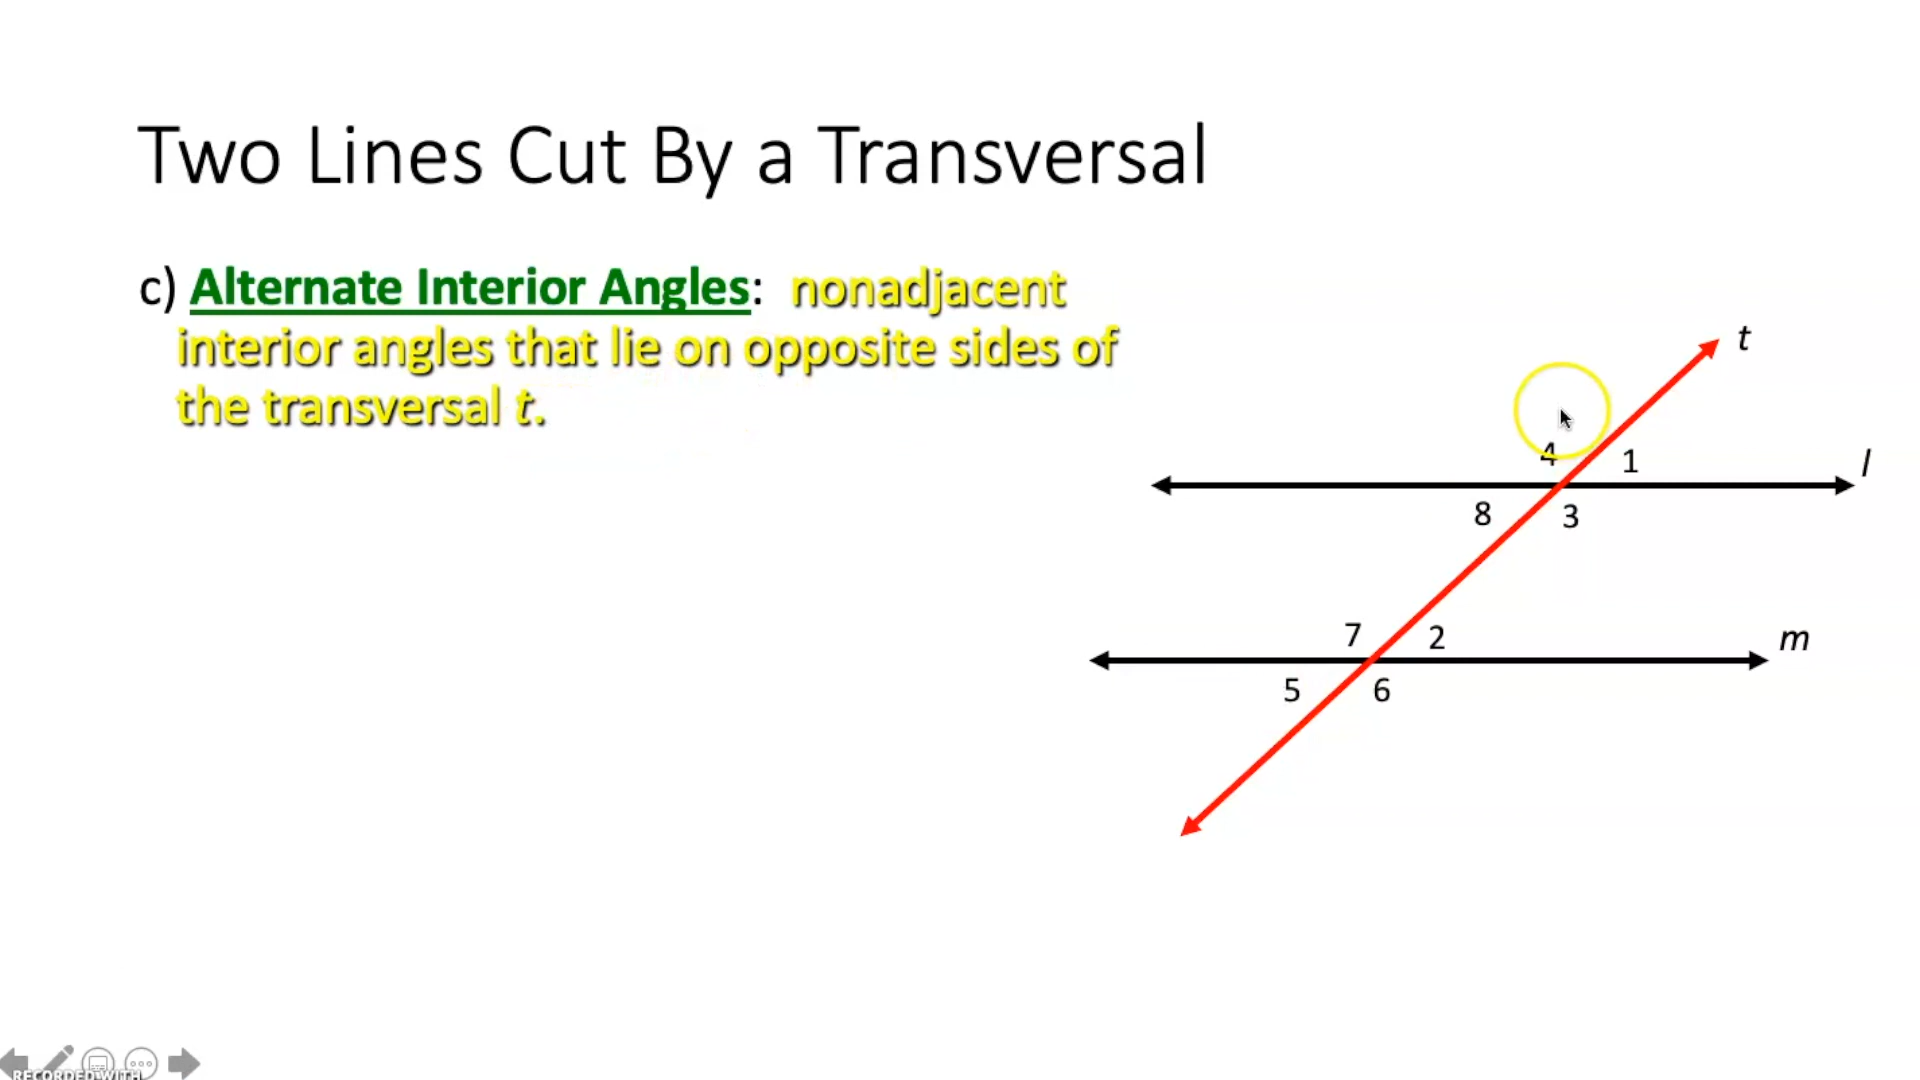 Two Lines Cut By a Transversal
c) Alternate Interior Angles: nonadjacent
interior angles that lie on opposite sides of
the transversal t.
t
4 1 l
8 3
7 2 m
5 6
RECORDED WITH